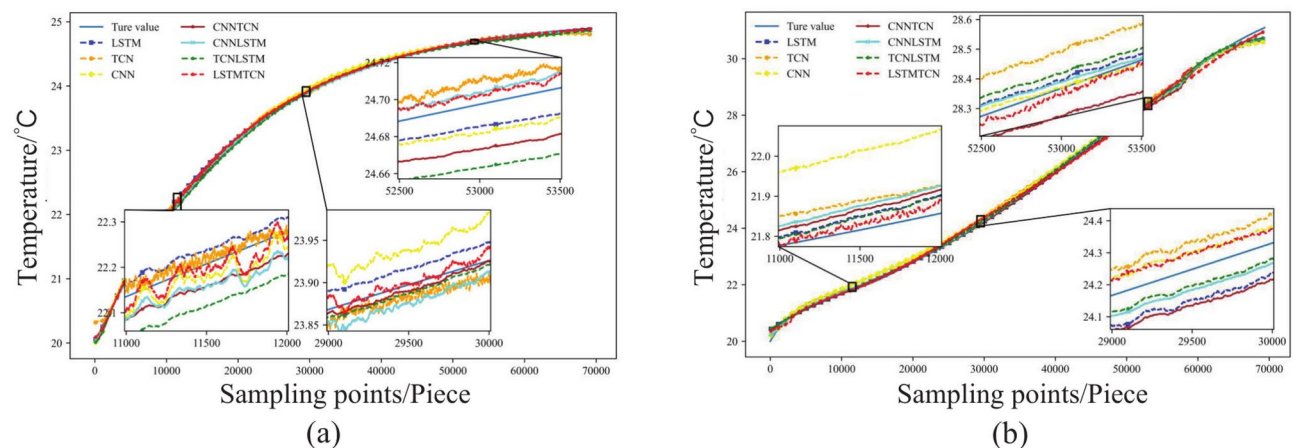 25
24
23
22
21
20
Temperature/°C
Ture value
LSTM
TCN
CNN
CNNTCN
CNNLSTM
TCNLSTM
LSTMTCN
24.72
24.70
24.68
24.66
52500 53000 53500
22.3
22.2
22.1
11000 11500 12000
23.95
23.90
23.85
29000 29500 30000
0 10000 20000 30000 40000 50000 60000 70000
Sampling points/Piece
(a)
30
28
26
24
22
20
Temperature/°C
Ture value
LSTM
TCN
CNN
CNNTCN
CNNLSTM
TCNLSTM
LSTMTCN
28.6
28.5
28.4
28.3
52500 53000 53500
22.0
21.9
21.8
11000 11500 12000
24.4
24.3
24.2
24.1
29000 29500 30000
0 10000 20000 30000 40000 50000 60000 70000
Sampling points/Piece
(b)